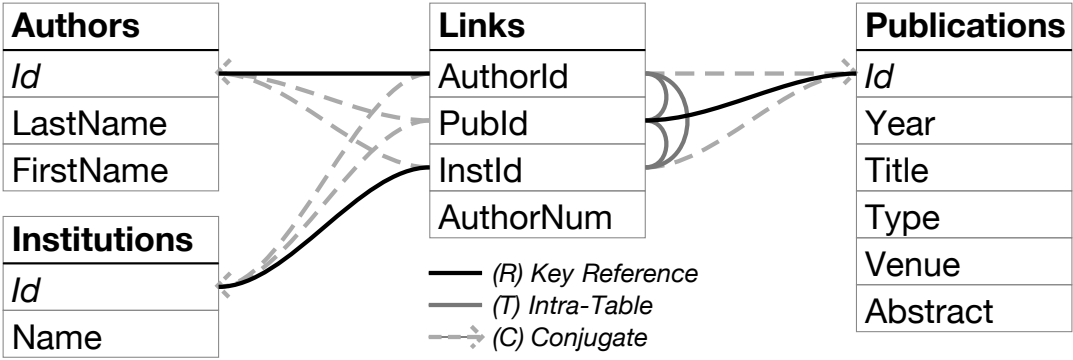 Authors
Id
LastName
FirstName
Institutions
Id
Name
Links
AuthorId
PubId
InstId
AuthorNum
(R) Key Reference
(T) Intra-Table
(C) Conjugate
Publications
Id
Year
Title
Type
Venue
Abstract